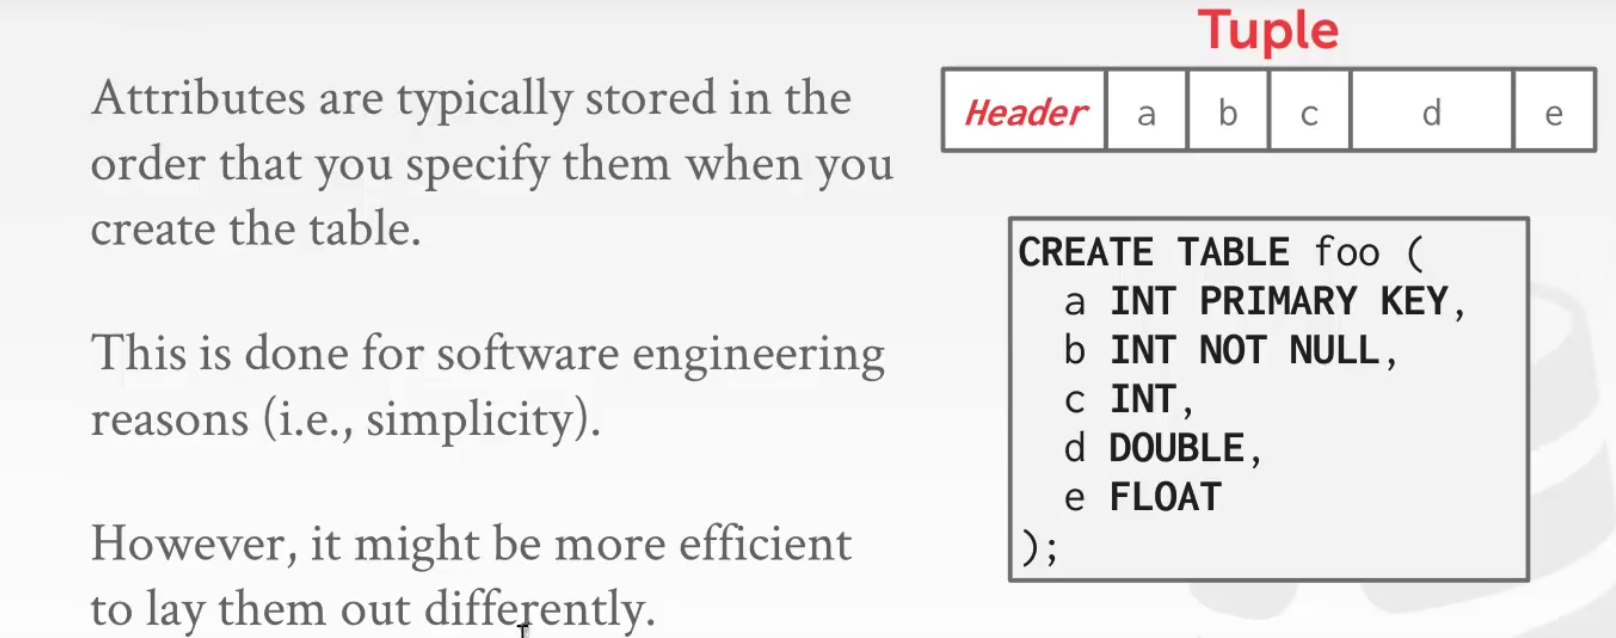 Tuple
Header a b c d e
Attributes are typically stored in the
order that you specify them when you
create the table.
This is done for software engineering
reasons (i.e., simplicity).
However, it might be more efficient
to lay them out differently.
CREATE TABLE foo (
a INT PRIMARY KEY,
b INT NOT NULL,
c INT,
d DOUBLE,
e FLOAT
);